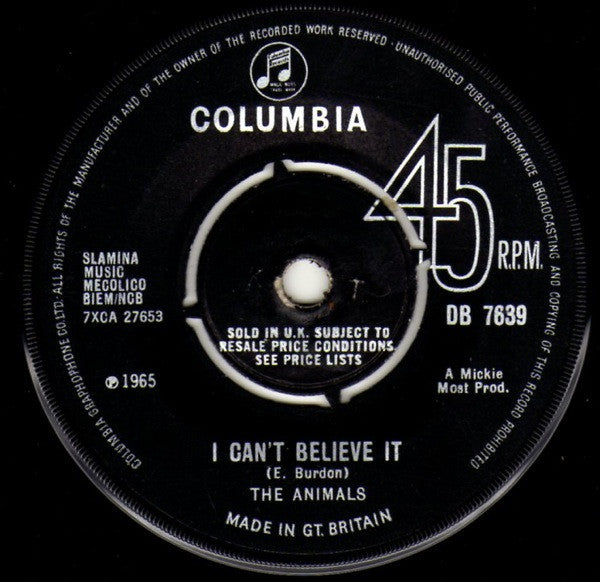 COLUMBIA GRAPHOPHONE CO.LTD.·ALL RIGHTS OF THE MANUFACTURER AND OF THE OWNER OF THE RECORDED WORK RESERVED·UNAUTHORISED PUBLIC PERFORMANCE BROADCASTING AND COPYING OF THIS RECORD PROHIBITED
COLUMBIA
45
R.P.M.
SLAMINA
MUSIC
MECOLICO
BIEM/NCB
7XCA 27653
℗ 1965
DB 7639
SOLD IN U.K. SUBJECT TO
RESALE PRICE CONDITIONS,
SEE PRICE LISTS
A Mickie
Most Prod.
I CAN'T BELIEVE IT
(E. Burdon)
THE ANIMALS
MADE IN GT. BRITAIN